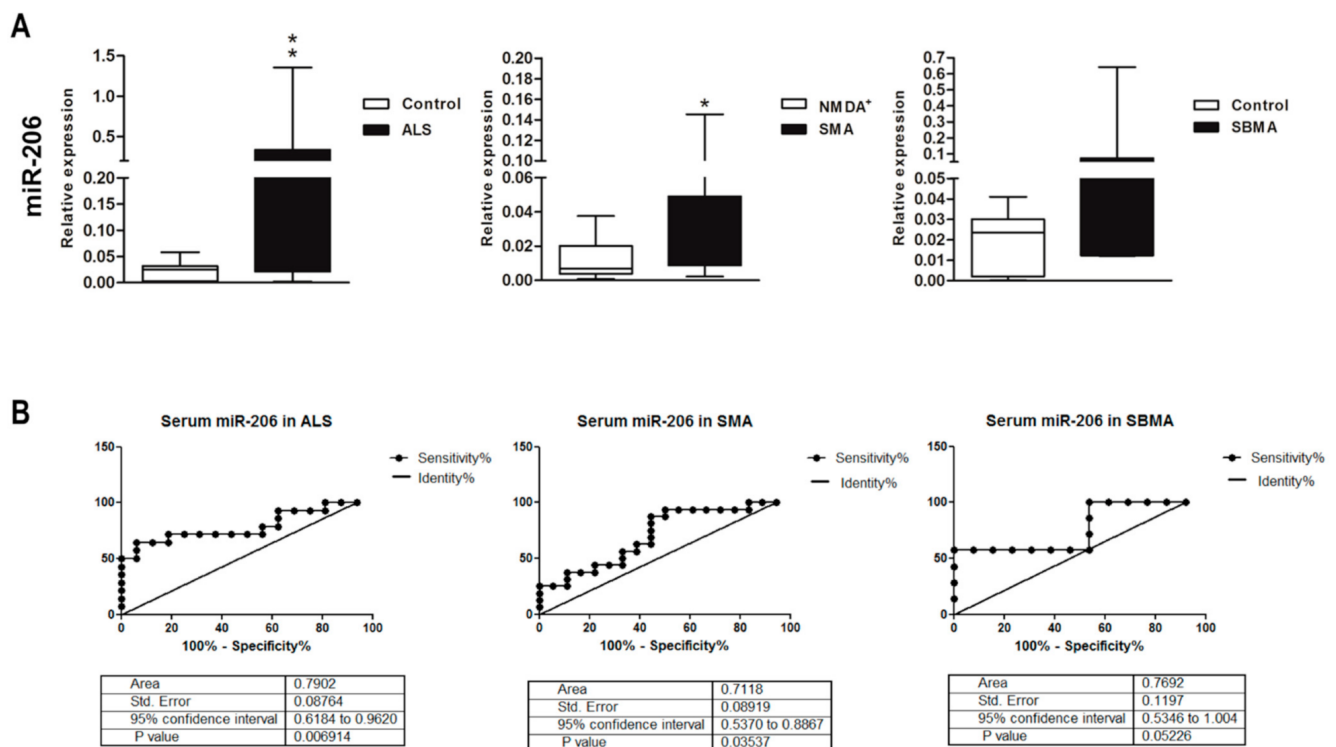 A
miR-206
Relative expression
1.5
1.0
0.5
0.20
0.15
0.10
0.05
0.00
**
Control
ALS
Relative expression
0.20
0.18
0.16
0.14
0.12
0.10
0.06
0.04
0.02
0.00
*
NMDA+
SMA
Relative expression
0.7
0.6
0.5
0.4
0.3
0.2
0.1
0.05
0.04
0.03
0.02
0.01
0.00
Control
SBMA
B
Serum miR-206 in ALS
150
100
50
0
0 20 40 60 80 100
100% - Specificity%
Sensitivity%
Identity%
Area 0.7902
Std. Error 0.08764
95% confidence interval 0.6184 to 0.9620
P value 0.006914
Serum miR-206 in SMA
150
100
50
0
0 20 40 60 80 100
100% - Specificity%
Sensitivity%
Identity%
Area 0.7118
Std. Error 0.08919
95% confidence interval 0.5370 to 0.8867
P value 0.03537
Serum miR-206 in SBMA
150
100
50
0
0 20 40 60 80 100
100% - Specificity%
Sensitivity%
Identity%
Area 0.7692
Std. Error 0.1197
95% confidence interval 0.5346 to 1.004
P value 0.05226